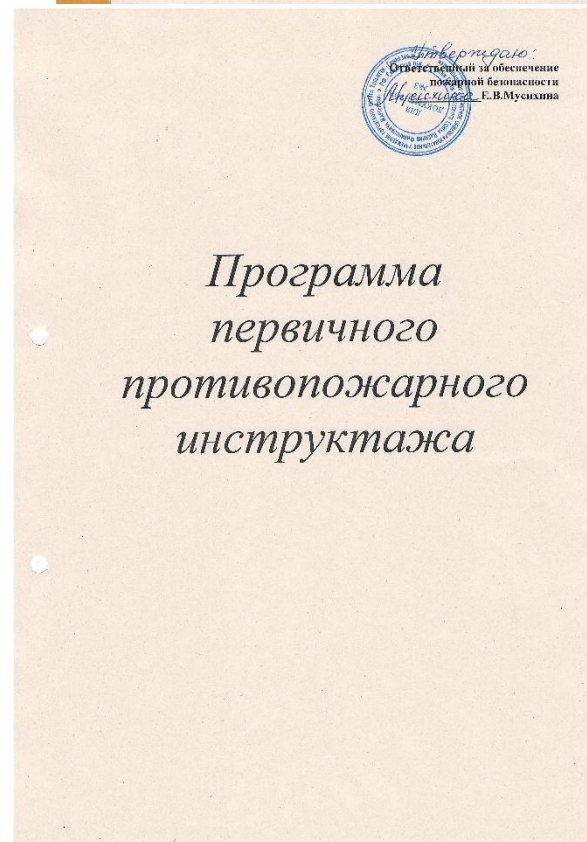 Утверждаю:
Ответственный за обеспечение
пожарной безопасности
Е.В.Мусихина
Программа
первичного
противопожарного
инструктажа